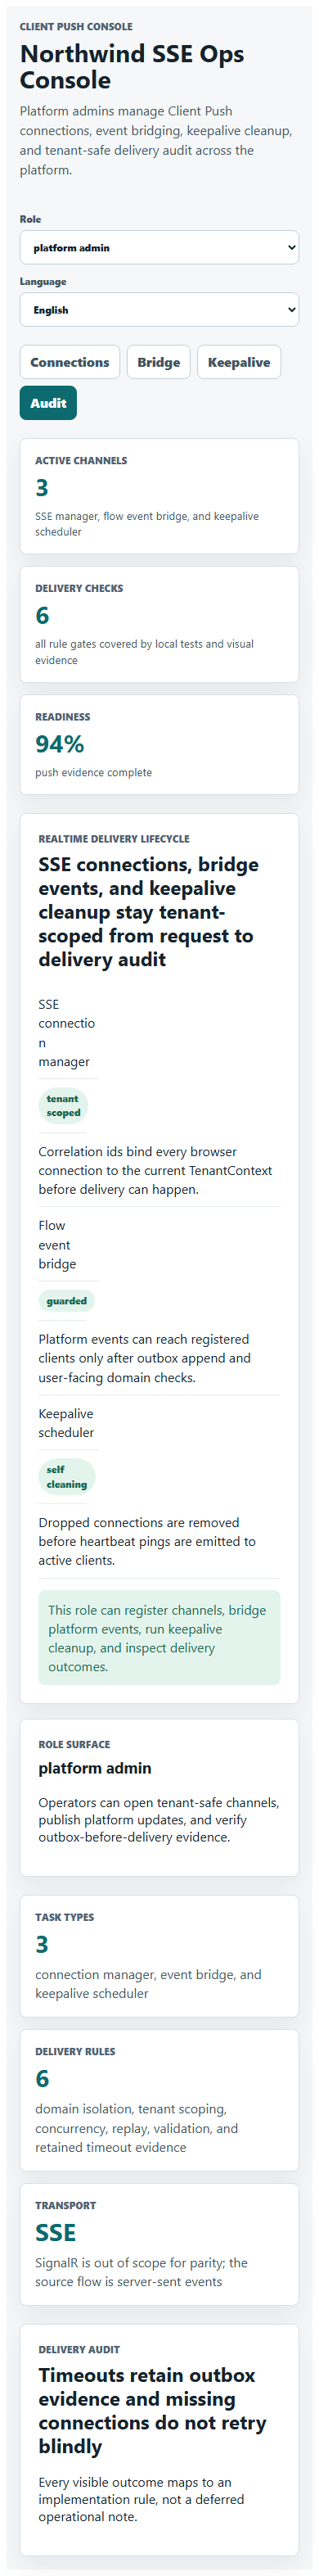 CLIENT PUSH CONSOLE
Northwind SSE Ops
Console
Platform admins manage Client Push
connections, event bridging, keepalive cleanup,
and tenant-safe delivery audit across the
platform.
Role
platform admin
Language
English
Connections
Bridge
Keepalive
Audit
ACTIVE CHANNELS
3
SSE manager, flow event bridge, and keepalive
scheduler
DELIVERY CHECKS
6
all rule gates covered by local tests and visual
evidence
READINESS
94%
push evidence complete
REALTIME DELIVERY LIFECYCLE
SSE connections, bridge
events, and keepalive
cleanup stay tenant-
scoped from request to
delivery audit
SSE
connectio
n
manager
tenant
scoped
Correlation ids bind every browser
connection to the current TenantContext
before delivery can happen.
Flow
event
bridge
guarded
Platform events can reach registered
clients only after outbox append and
user-facing domain checks.
Keepalive
scheduler
self
cleaning
Dropped connections are removed
before heartbeat pings are emitted to
active clients.
This role can register channels, bridge
platform events, run keepalive
cleanup, and inspect delivery
outcomes.
ROLE SURFACE
platform admin
Operators can open tenant-safe channels,
publish platform updates, and verify
outbox-before-delivery evidence.
TASK TYPES
3
connection manager, event bridge, and
keepalive scheduler
DELIVERY RULES
6
domain isolation, tenant scoping,
concurrency, replay, validation, and
retained timeout evidence
TRANSPORT
SSE
SignalR is out of scope for parity; the
source flow is server-sent events
DELIVERY AUDIT
Timeouts retain outbox
evidence and missing
connections do not retry
blindly
Every visible outcome maps to an
implementation rule, not a deferred
operational note.